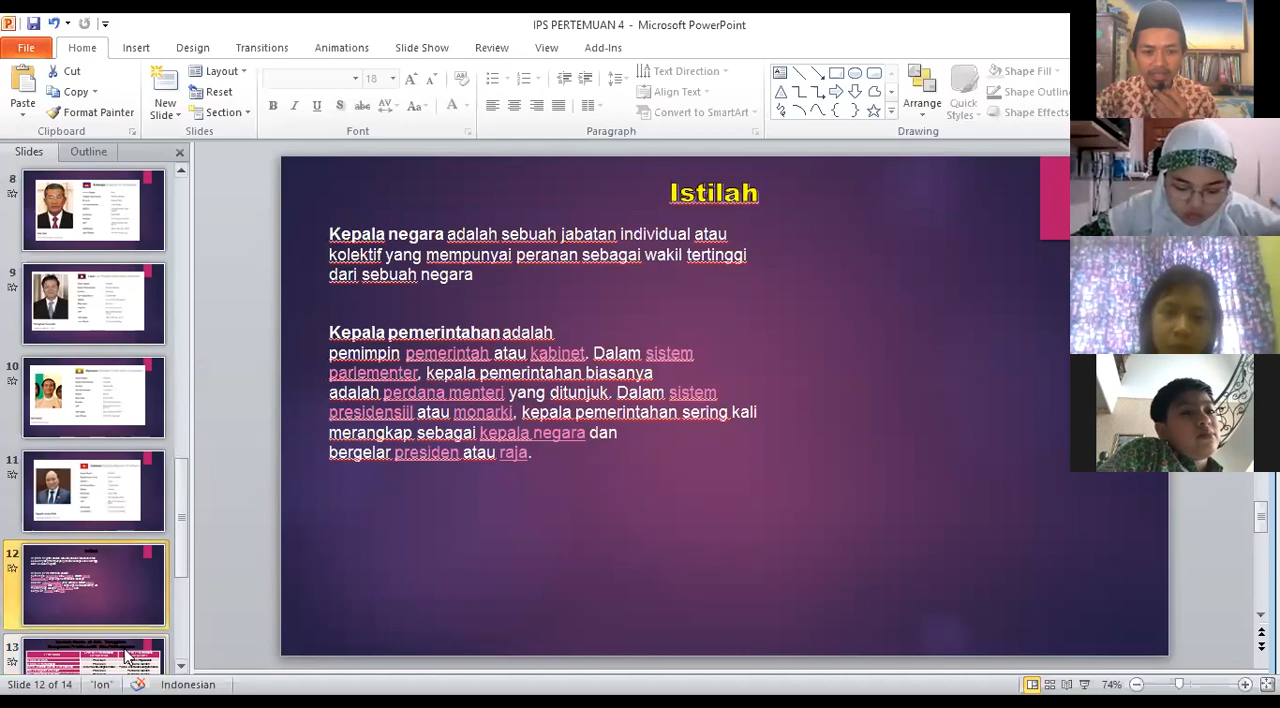 IPS PERTEMUAN 4 - Microsoft PowerPoint
File Home Insert Design Transitions Animations Slide Show Review View Add-Ins
Paste
Cut
Copy
Format Painter
Clipboard
New Slide
Layout
Reset
Section
Slides
18
Font
Text Direction
Align Text
Convert to SmartArt
Paragraph
Arrange
Quick Styles
Shape Fill
Shape Outlin
Shape Effects
Drawing
Slides Outline
8
9
10
11
12
13
Istilah
Kepala negara adalah sebuah jabatan individual atau
kolektif yang mempunyai peranan sebagai wakil tertinggi
dari sebuah negara
Kepala pemerintahan adalah
pemimpin pemerintah atau kabinet. Dalam sistem
parlementer, kepala pemerintahan biasanya
adalah perdana menteri yang ditunjuk. Dalam sistem
presidensiil atau monarki, kepala pemerintahan sering kali
merangkap sebagai kepala negara dan
bergelar presiden atau raja.
Slide 12 of 14 "Ion" Indonesian 74%